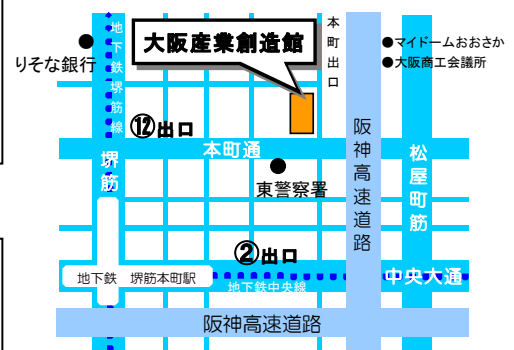 地下鉄堺筋線
大阪産業創造館
本町出口
●マイドームおおさか
●大阪商工会議所
りそな銀行
⑫出口
本町通
阪神高速道路
松屋町筋
堺筋
東警察署
②出口
地下鉄 堺筋本町駅
地下鉄中央線
中央大通
阪神高速道路